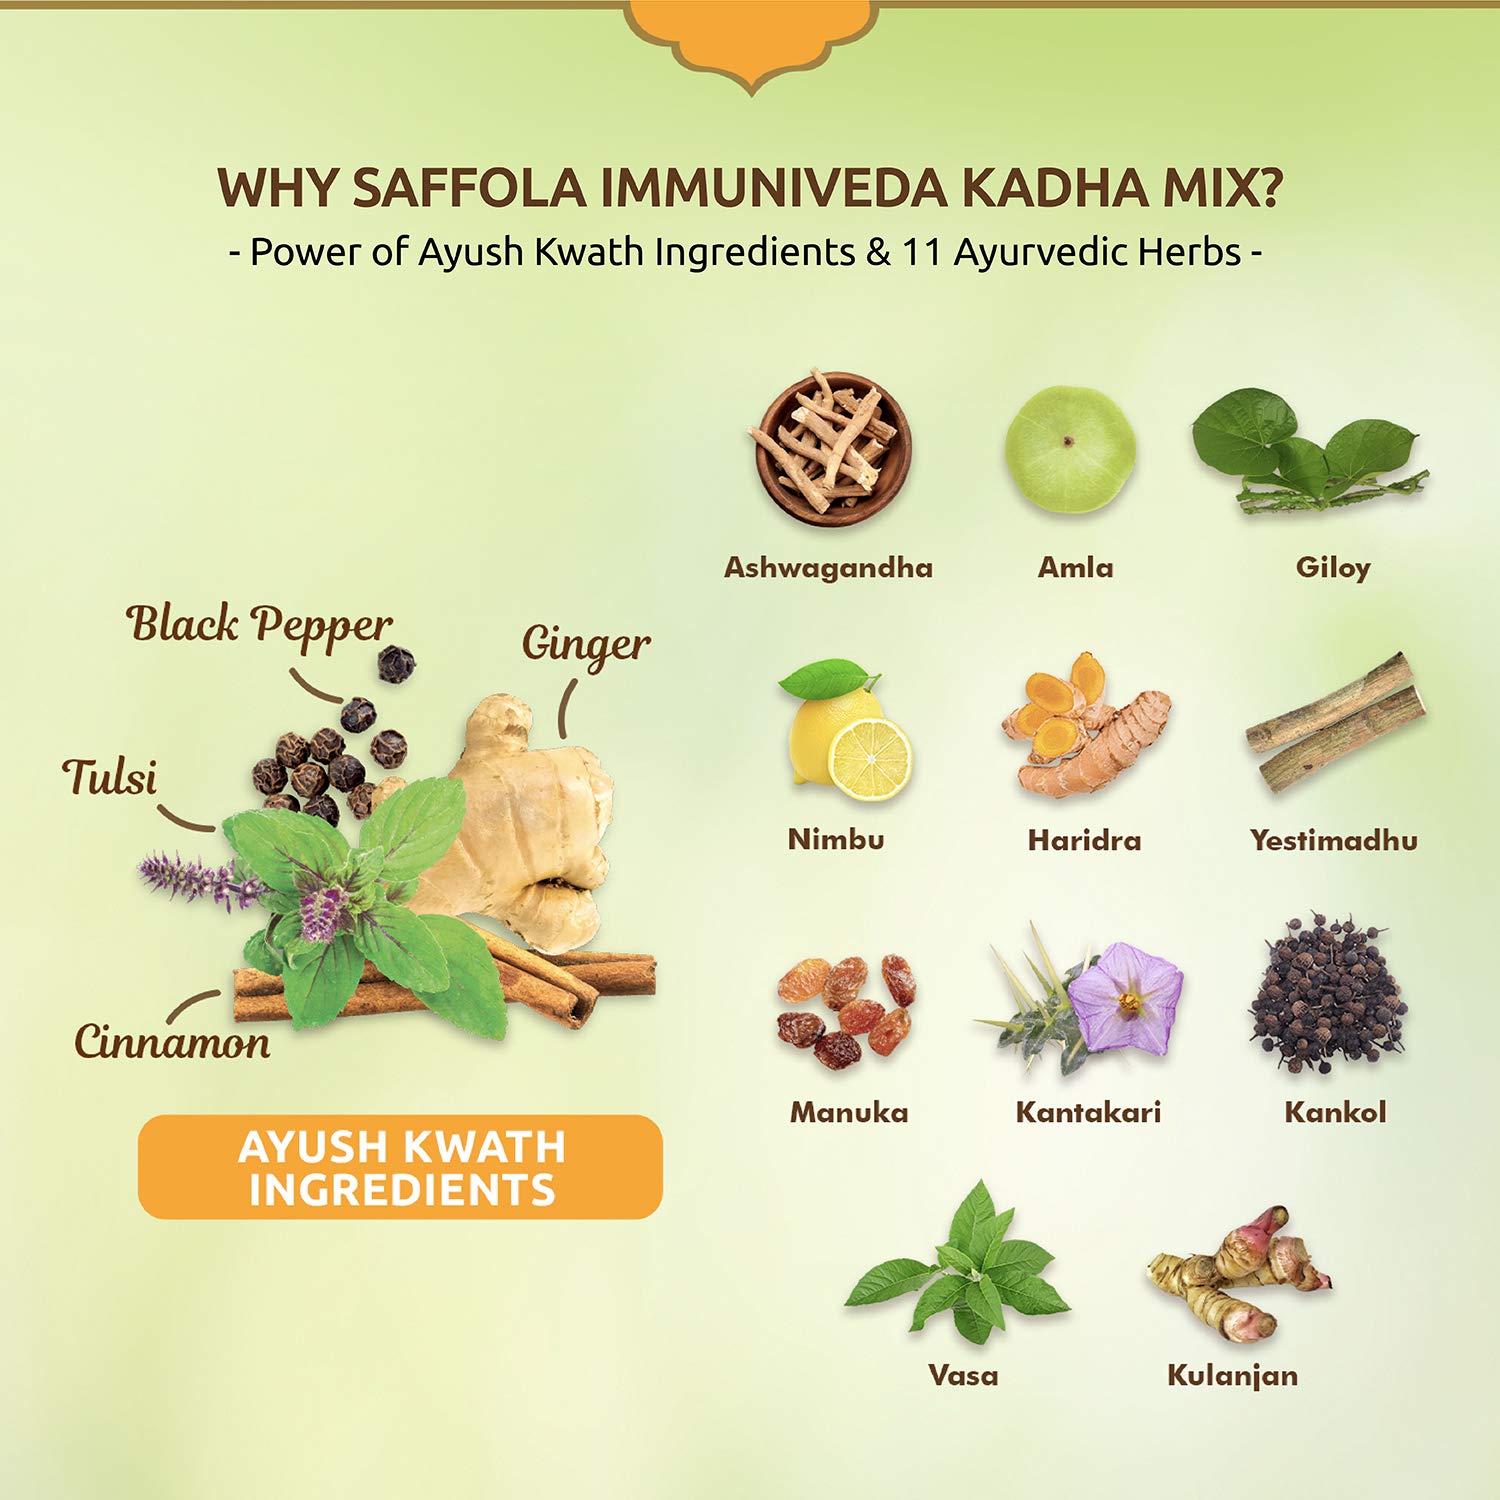 WHY SAFFOLA IMMUNIVEDA KADHA MIX?
- Power of Ayush Kwath Ingredients & 11 Ayurvedic Herbs -
Black Pepper
Ginger
Tulsi
Cinnamon
AYUSH KWATH
INGREDIENTS
Ashwagandha
Amla
Giloy
Nimbu
Haridra
Yestimadhu
Manuka
Kantakari
Kankol
Vasa
Kulanjan